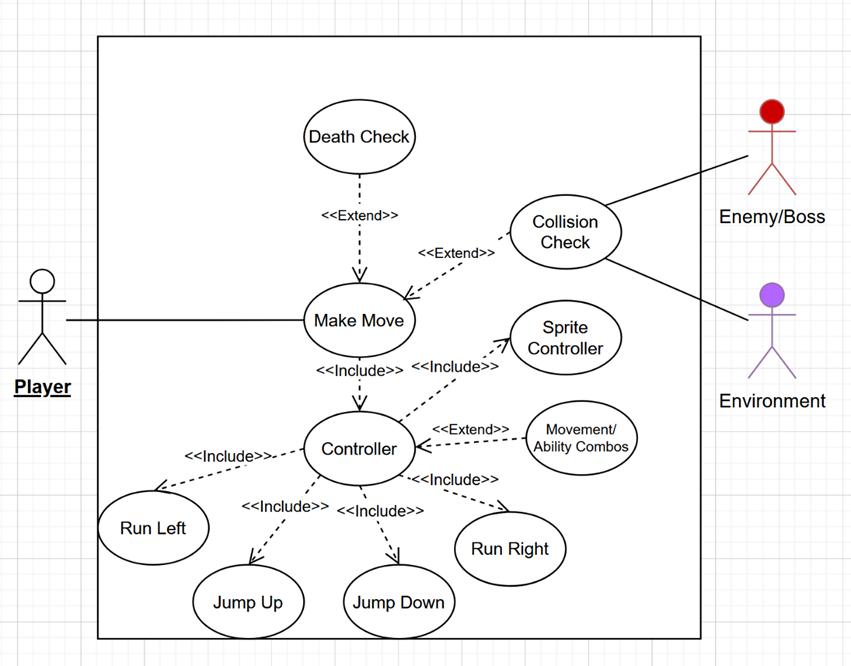 Death Check
<<Extend>>
Collision
Check
Enemy/Boss
<<Extend>>
Make Move
Sprite
Controller
Player
<<Include>>
<<Include>>
Environment
Controller
<<Extend>>
Movement/
Ability Combos
<<Include>>
<<Include>>
<<Include>>
<<Include>>
Run Left
Run Right
Jump Up
Jump Down